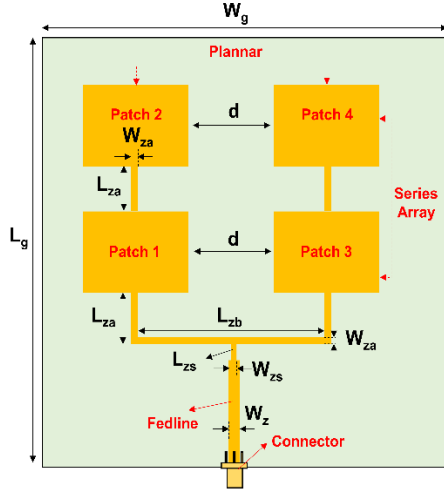 Wg
Plannar
Patch 2
d
Patch 4
Wza
Lza
Series
Array
Lg
Patch 1
d
Patch 3
Lza
Lzb
Wza
Lzs
Wzs
Wz
Fedline
Connector